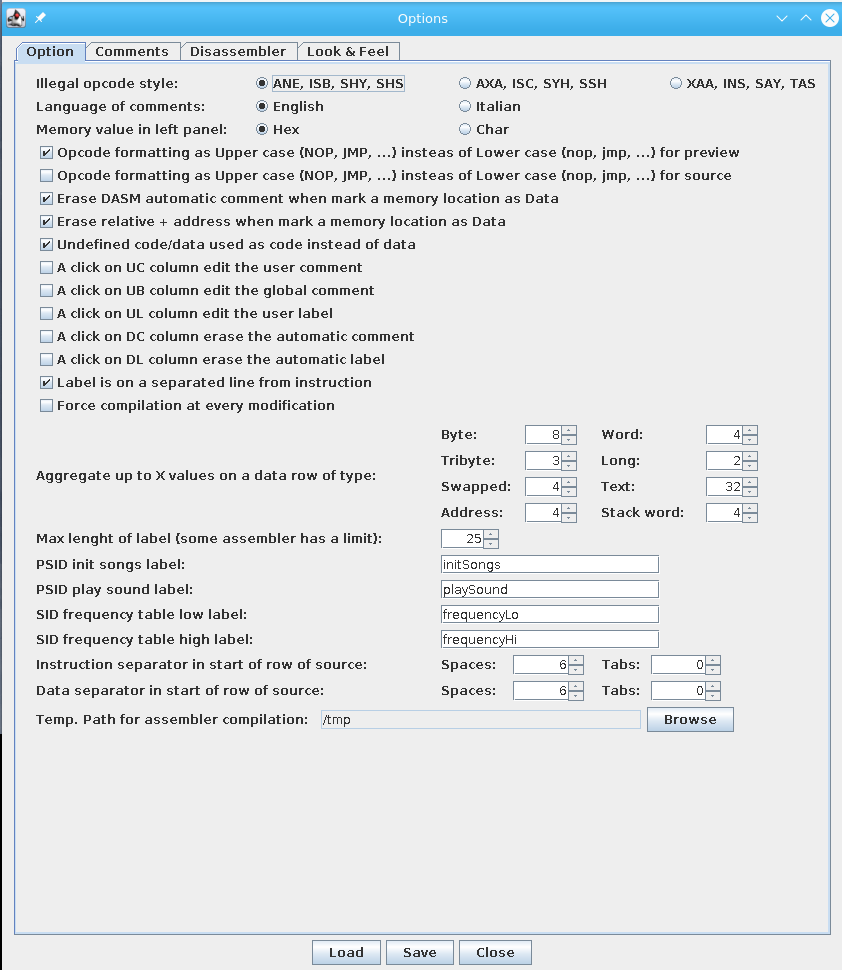 Options
Option Comments Disassembler Look & Feel
Illegal opcode style: ANE, ISB, SHY, SHS AXA, ISC, SYH, SSH XAA, INS, SAY, TAS
Language of comments: English Italian
Memory value in left panel: Hex Char
Opcode formatting as Upper case (NOP, JMP, ...) insteas of Lower case (nop, jmp, ...) for preview
Opcode formatting as Upper case (NOP, JMP, ...) insteas of Lower case (nop, jmp, ...) for source
Erase DASM automatic comment when mark a memory location as Data
Erase relative + address when mark a memory location as Data
Undefined code/data used as code instead of data
A click on UC column edit the user comment
A click on UB column edit the global comment
A click on UL column edit the user label
A click on DC column erase the automatic comment
A click on DL column erase the automatic label
Label is on a separated line from instruction
Force compilation at every modification
Byte: 8 Word: 4
Tribyte: 3 Long: 2
Aggregate up to X values on a data row of type:
Swapped: 4 Text: 32
Address: 4 Stack word: 4
Max lenght of label (some assembler has a limit): 25
PSID init songs label: initSongs
PSID play sound label: playSound
SID frequency table low label: frequencyLo
SID frequency table high label: frequencyHi
Instruction separator in start of row of source: Spaces: 6 Tabs: 0
Data separator in start of row of source: Spaces: 6 Tabs: 0
Temp. Path for assembler compilation: /tmp Browse
Load Save Close